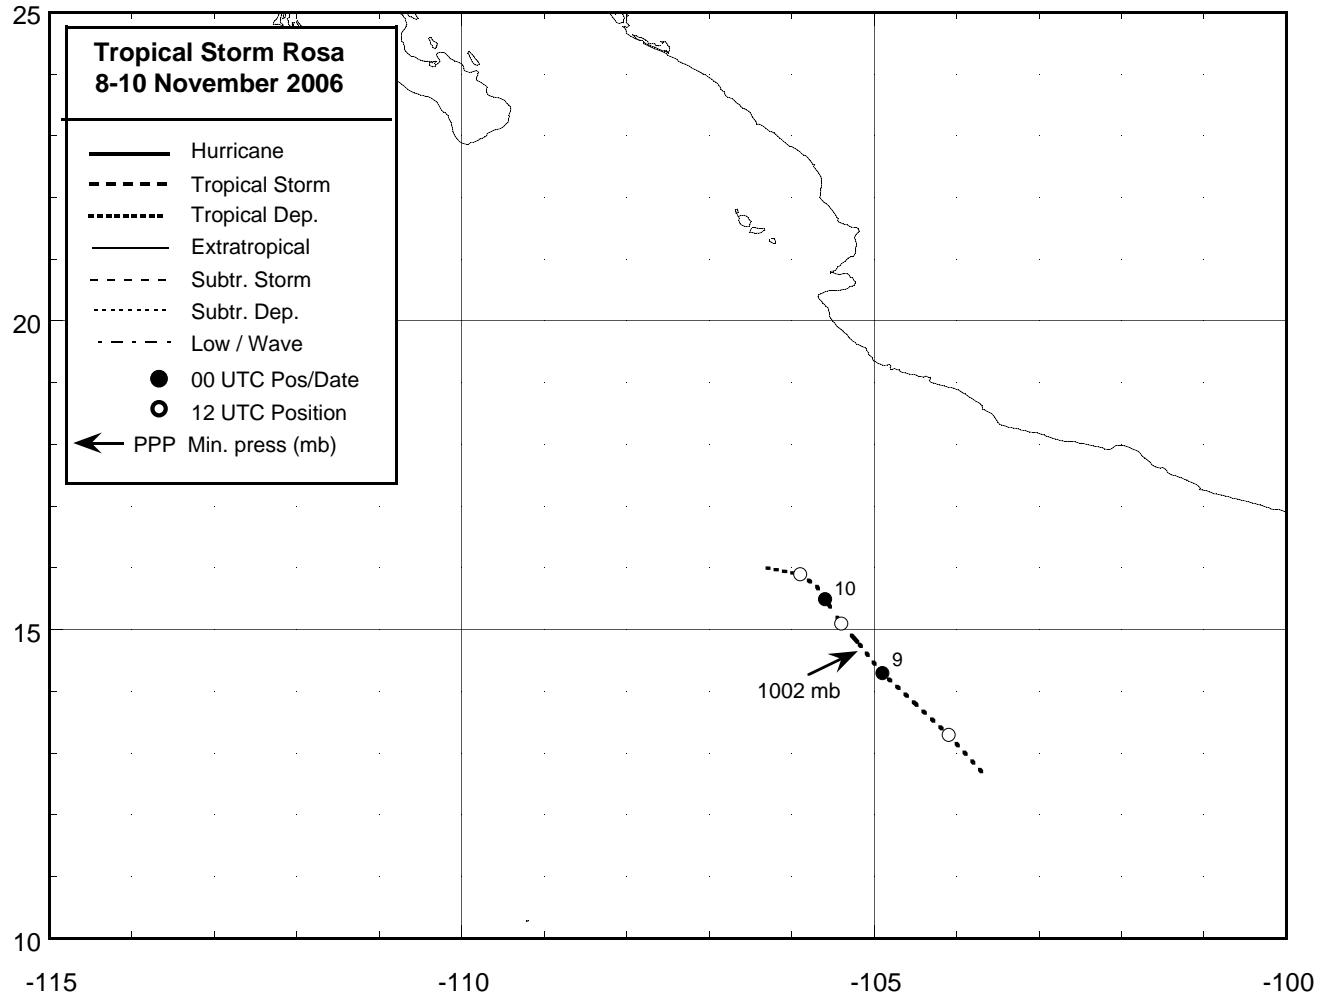 Tropical Storm Rosa
8-10 November 2006
Hurricane
Tropical Storm
Tropical Dep.
Extratropical
Subtr. Storm
Subtr. Dep.
Low / Wave
00 UTC Pos/Date
12 UTC Position
PPP Min. press (mb)
25
20
15
10
-115
-110
-105
-100
10
9
1002 mb